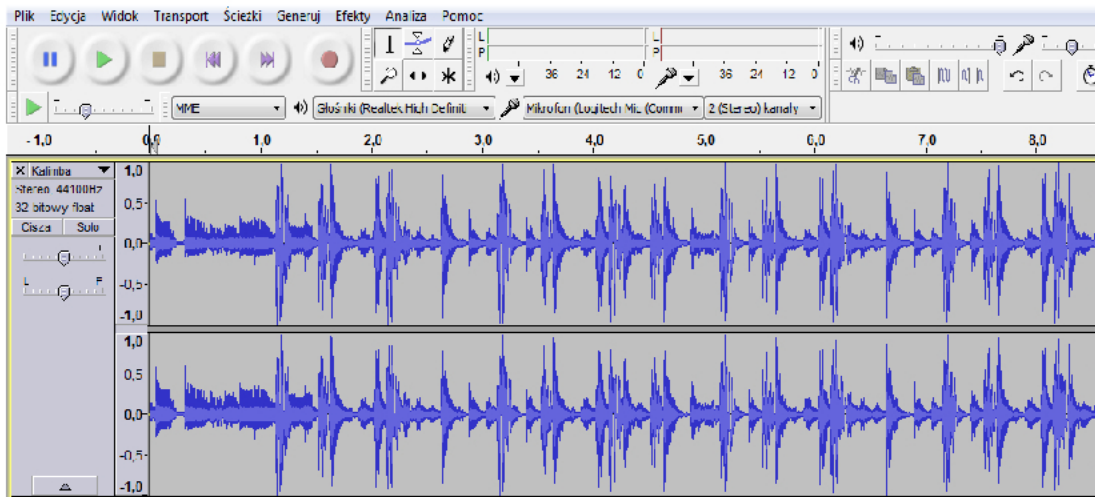 Plik Edycja Widok Transport Ścieżki Generuj Efekty Analiza Pomoc
L
P
L
P
36 24 12 0
36 24 12 0
MME
Głośniki (Realtek High Definiti
Mikrofon (Logitech Mic (Comm
2 (Stereo) kanały
- 1,0 0,0 1,0 2,0 3,0 4,0 5,0 6,0 7,0 8,0
X Kalimba
Stereo, 44100Hz
32 bitowy float
Cisza Solo
L P
1,0
0,5
0,0
-0,5
-1,0
1,0
0,5
0,0
-0,5
-1,0